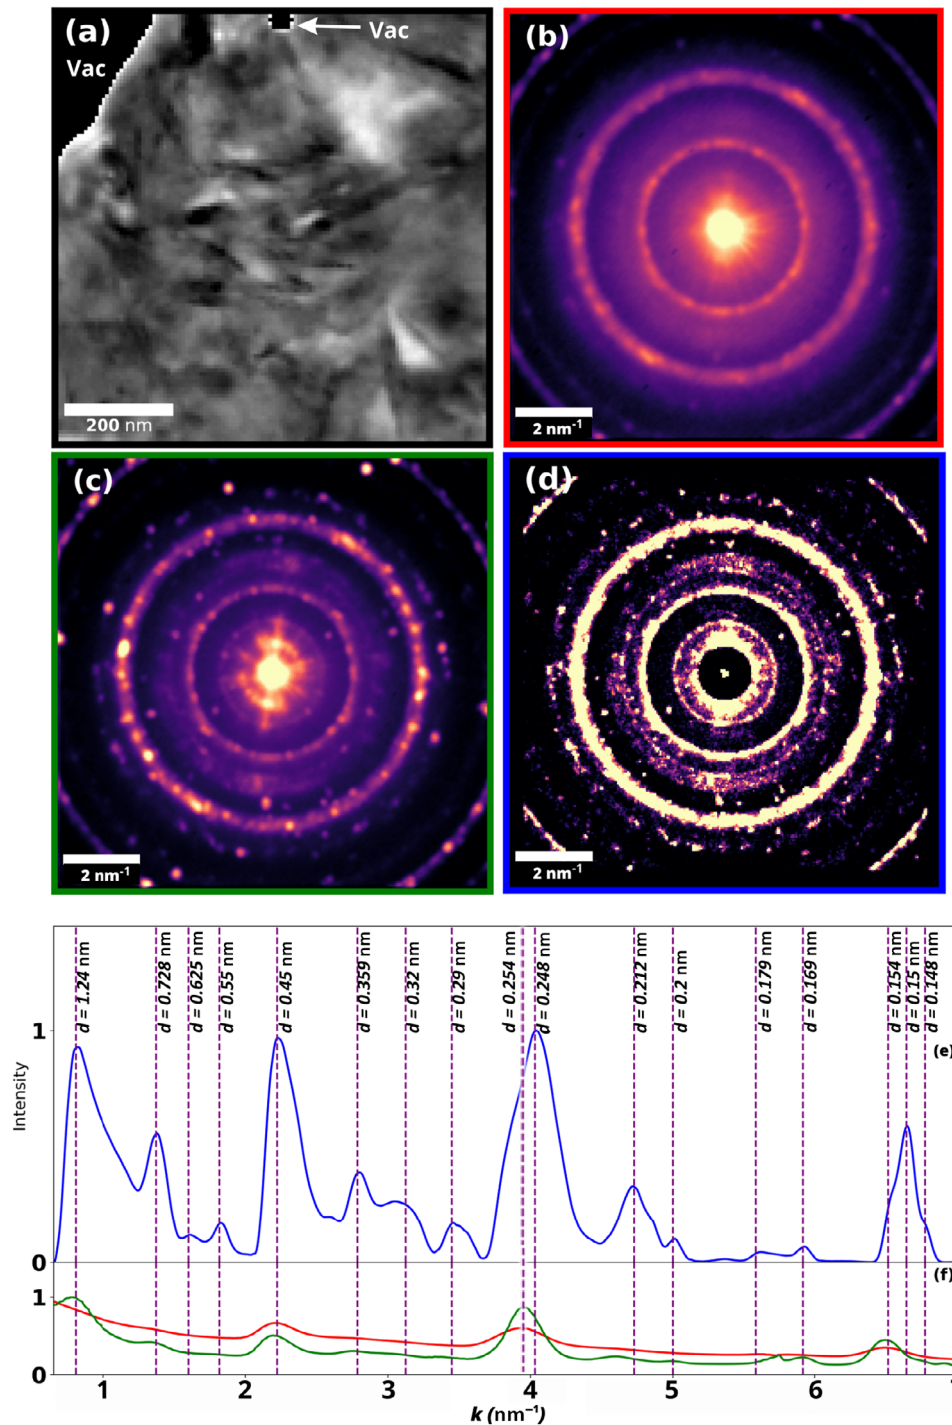 (a)
Vac
Vac
200 nm
(b)
2 nm⁻¹
(c)
2 nm⁻¹
(d)
2 nm⁻¹
d = 1.24 nm
d = 0.728 nm
d = 0.625 nm
d = 0.55 nm
d = 0.45 nm
d = 0.359 nm
d = 0.32 nm
d = 0.29 nm
d = 0.254 nm
d = 0.248 nm
d = 0.212 nm
d = 0.2 nm
d = 0.179 nm
d = 0.169 nm
d = 0.154 nm
d = 0.15 nm
d = 0.148 nm
(e)
1
Intensity
0
(f)
1
0
1 2 3 4 5 6
k (nm⁻¹)